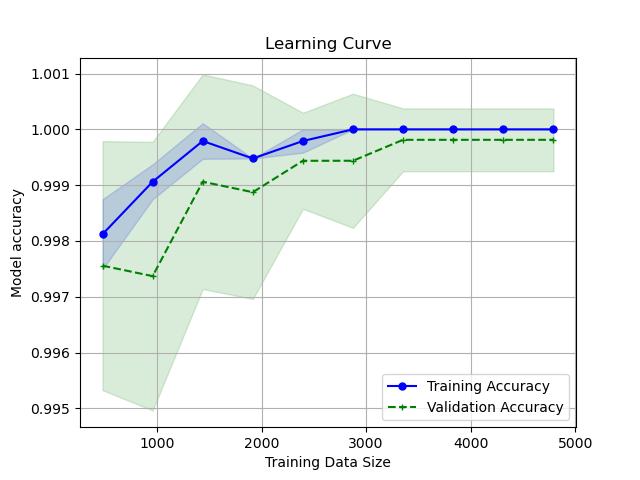 Learning Curve
1.001
1.000
0.999
0.998
0.997
0.996
0.995
Model accuracy
1000
2000
3000
4000
5000
Training Data Size
Training Accuracy
Validation Accuracy